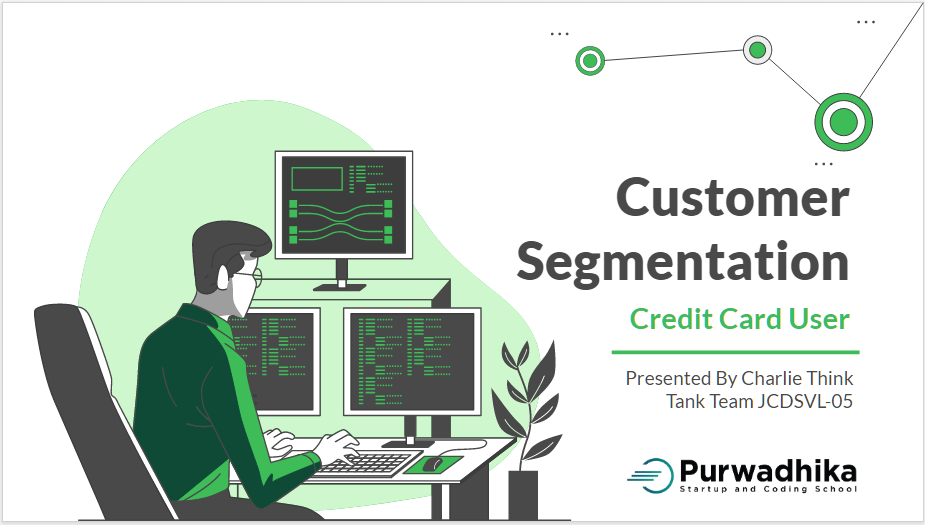 Customer
Segmentation
Credit Card User
Presented By Charlie Think
Tank Team JCDSVL-05
Purwadhika
Startup and Coding School